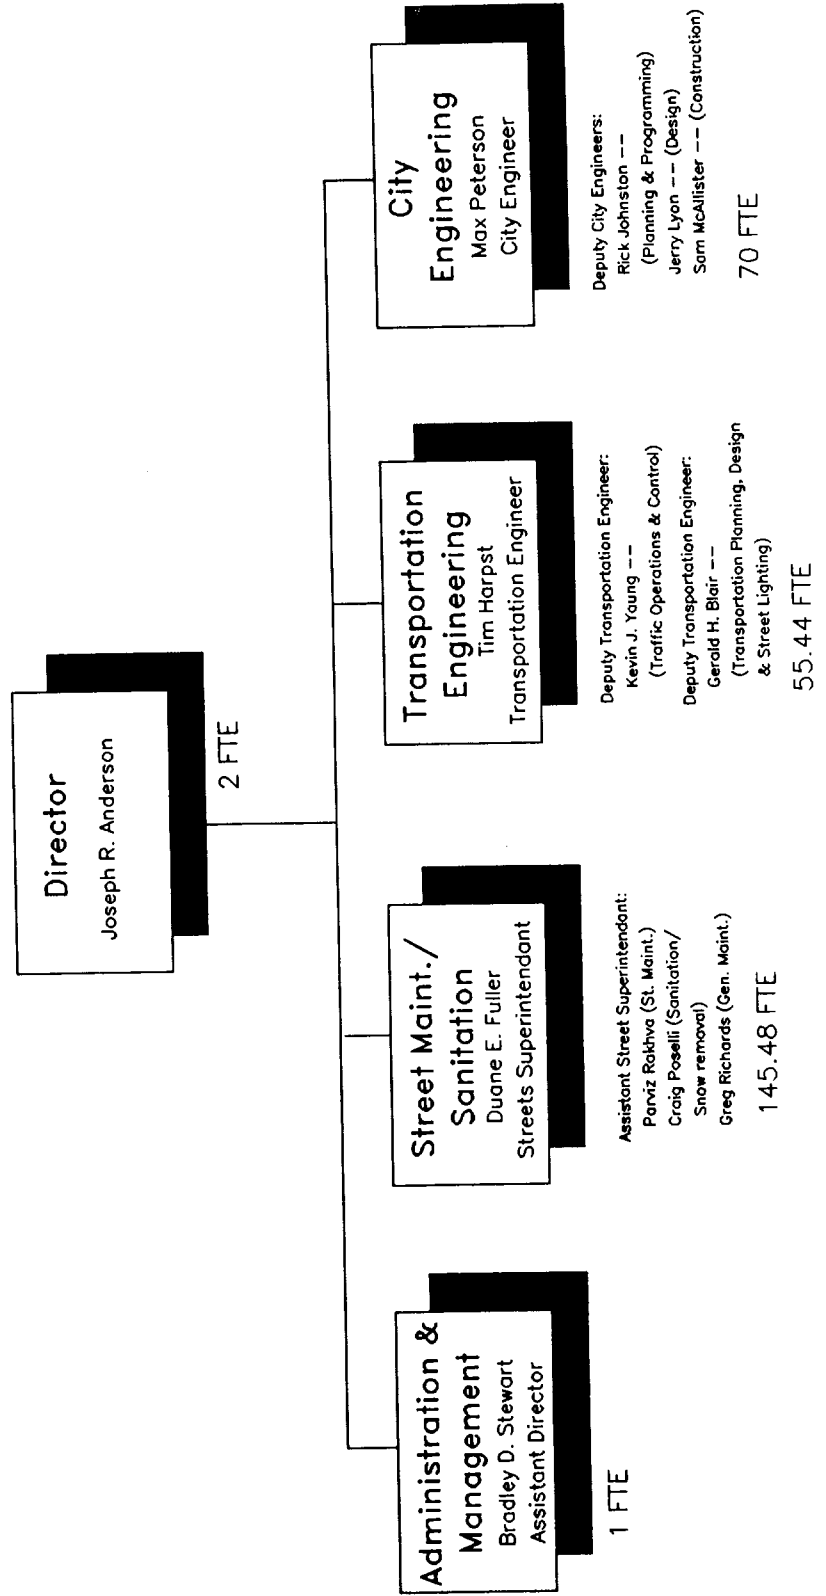 Director
Joseph R. Anderson
2 FTE
Administration &
Management
Bradley D. Stewart
Assistant Director
1 FTE
Street Maint./
Sanitation
Duane E. Fuller
Streets Superintendant
Assistant Street Superintendant:
Parviz Rokhva (St. Maint.)
Craig Poselli (Sanitation/
Snow removal)
Greg Richards (Gen. Maint.)
145.48 FTE
Transportation
Engineering
Tim Harpst
Transportation Engineer
Deputy Transportation Engineer:
Kevin J. Young --
(Traffic Operations & Control)
Deputy Transportation Engineer:
Gerald H. Blair --
(Transportation Planning, Design
& Street Lighting)
55.44 FTE
City
Engineering
Max Peterson
City Engineer
Deputy City Engineers:
Rick Johnston --
(Planning & Programming)
Jerry Lyon -- (Design)
Sam McAllister -- (Construction)
70 FTE